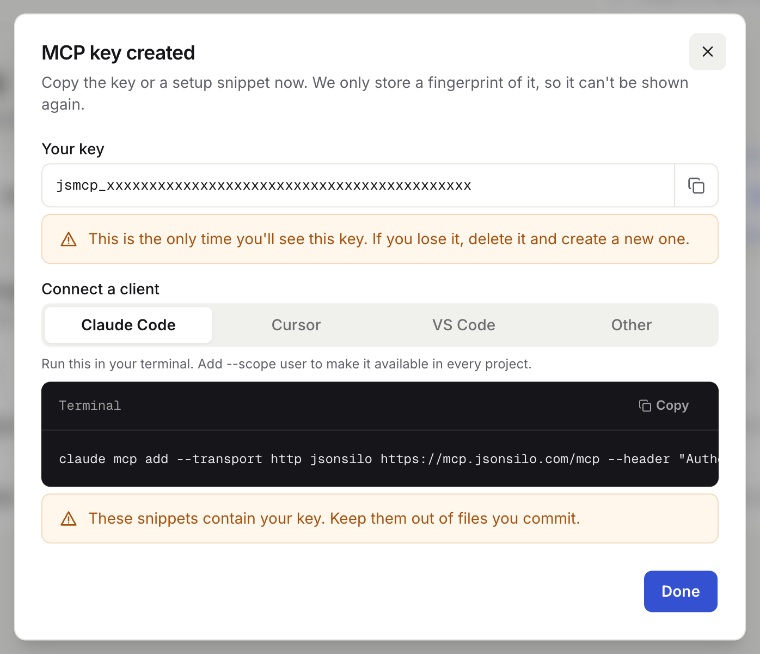 MCP key created
Copy the key or a setup snippet now. We only store a fingerprint of it, so it can't be shown
again.
Your key
jsmcp_xxxxxxxxxxxxxxxxxxxxxxxxxxxxxxxxxxxxxxxxxxx
This is the only time you'll see this key. If you lose it, delete it and create a new one.
Connect a client
Claude Code
Cursor
VS Code
Other
Run this in your terminal. Add --scope user to make it available in every project.
Terminal
Copy
claude mcp add --transport http jsonsilo https://mcp.jsonsilo.com/mcp --header "Auth
These snippets contain your key. Keep them out of files you commit.
Done